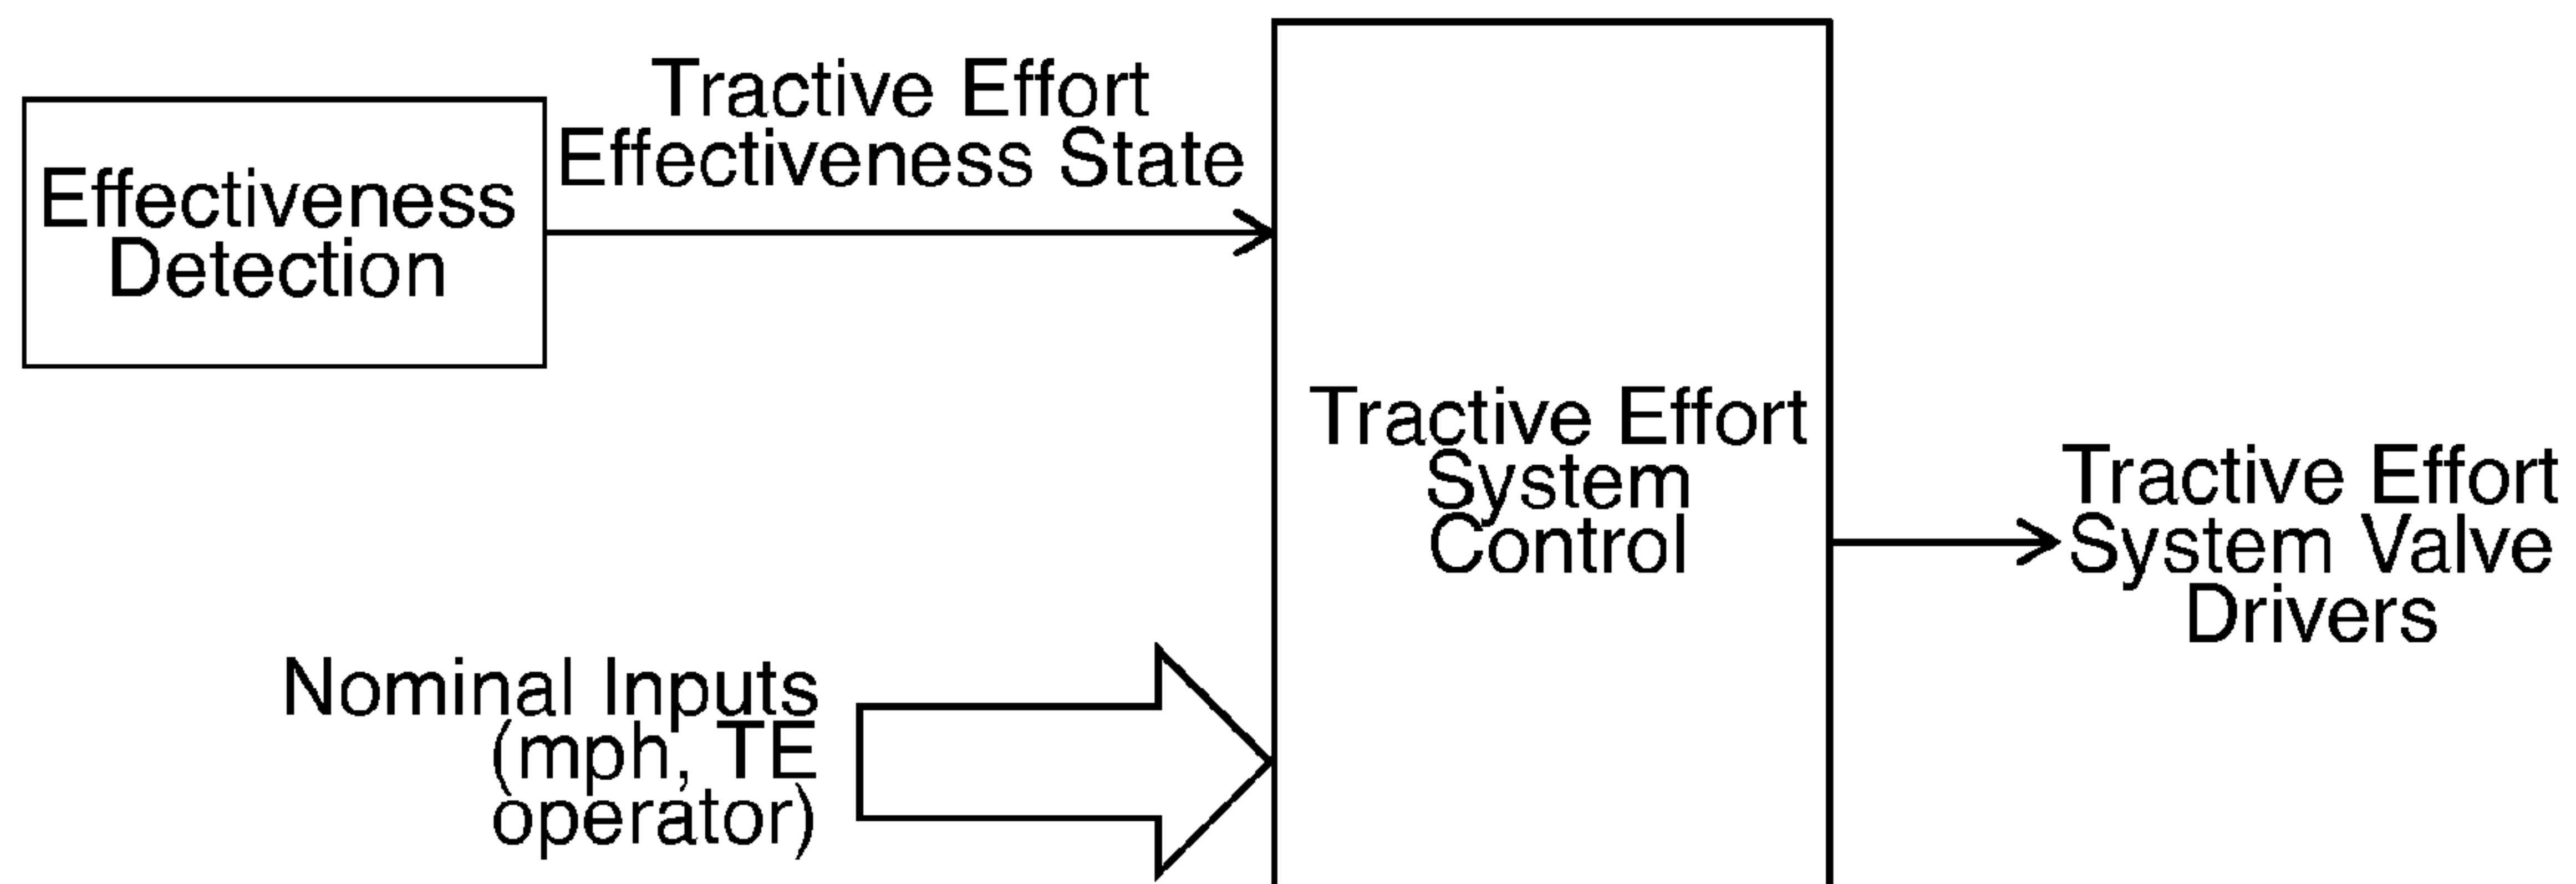 Tractive Effort
Effectiveness State
Effectiveness
Detection
Tractive Effort
System
Control
Tractive Effort
System Valve
Drivers
Nominal Inputs
(mph, TE
operator)